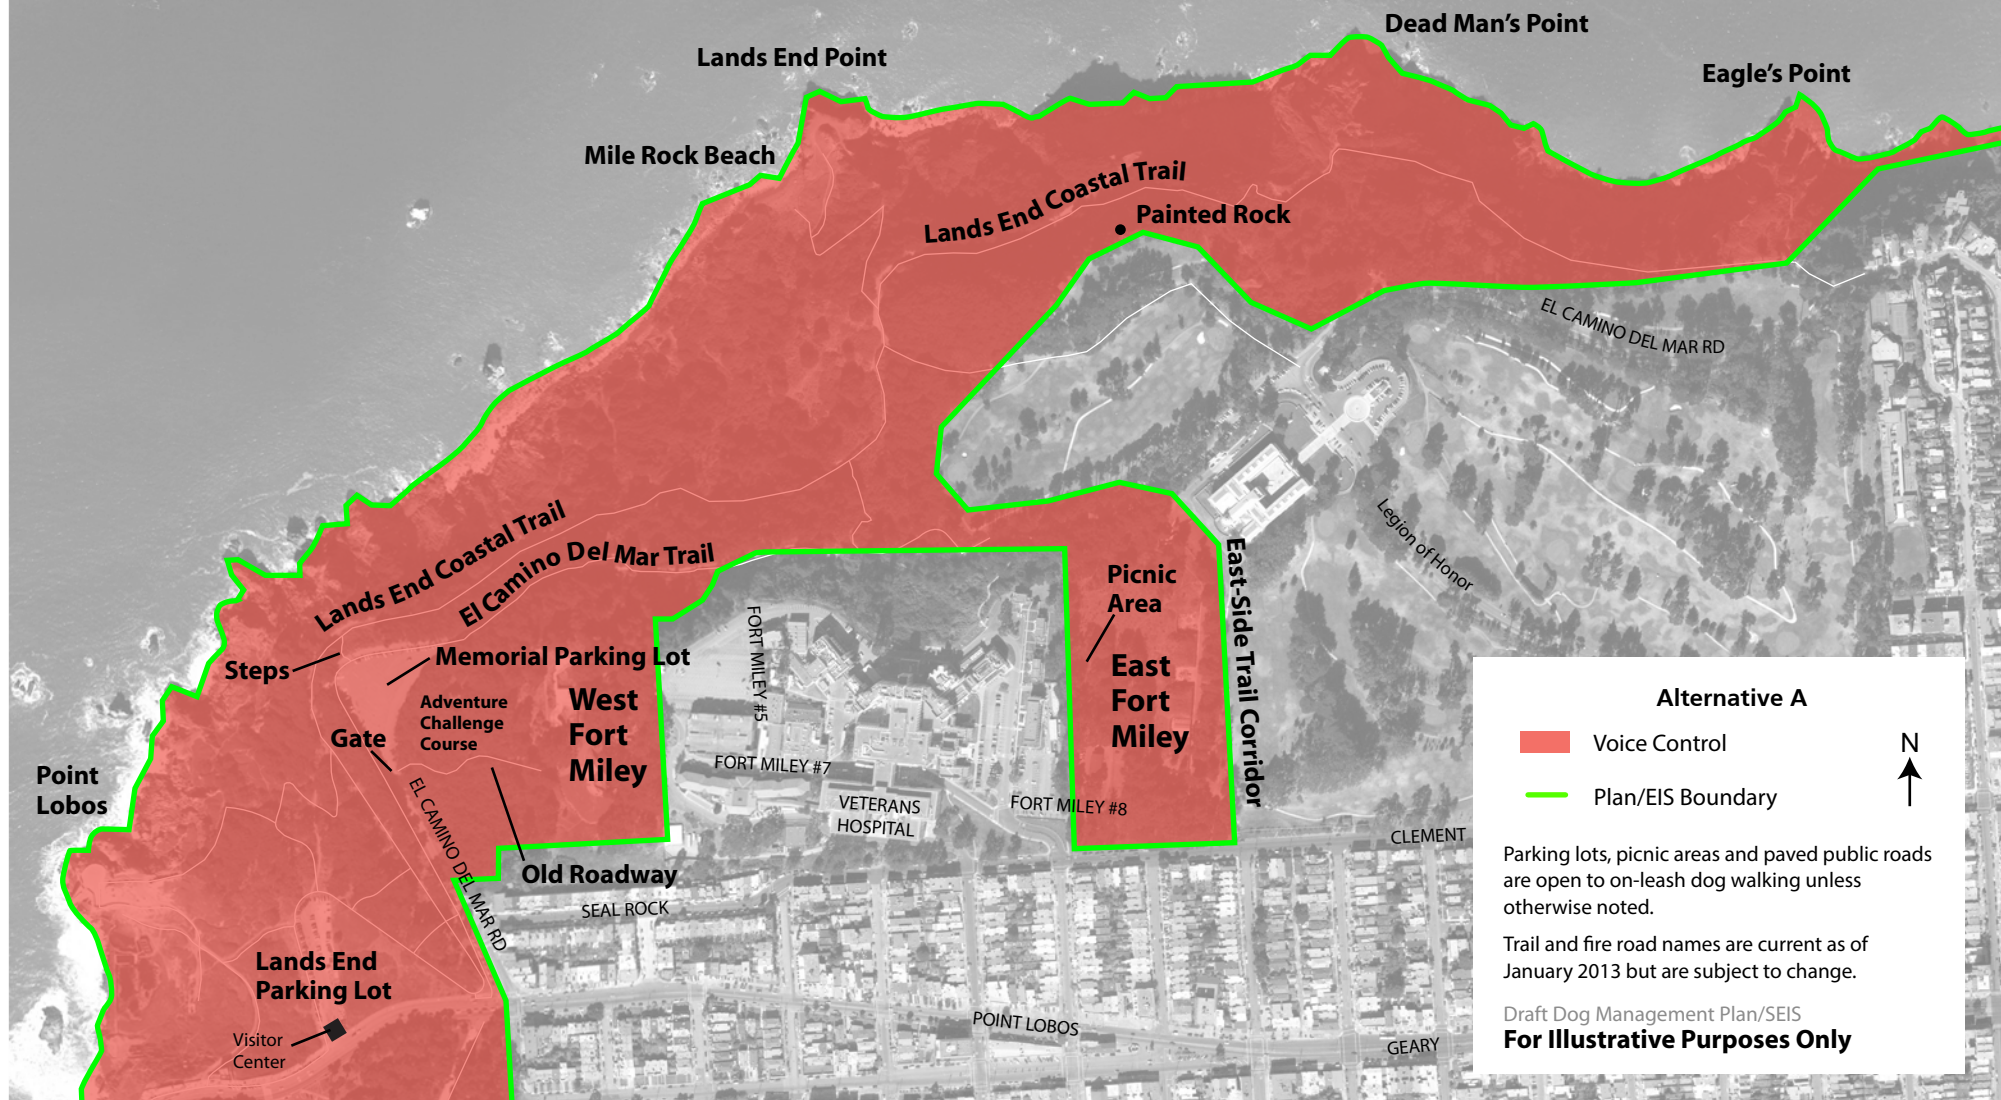 Dead Man's Point
Lands End Point
Eagle's Point
Mile Rock Beach
Lands End Coastal Trail
Painted Rock
EL CAMINO DEL MAR RD
Legion of Honor
Lands End Coastal Trail
El Camino Del Mar Trail
East-Side Trail Corridor
Picnic
Area
FORT MILEY #5
Steps
Memorial Parking Lot
East
Fort
Miley
West
Fort
Miley
Adventure
Challenge
Course
Gate
FORT MILEY #7
Point
Lobos
EL CAMINO DEL MAR RD
VETERANS
HOSPITAL
FORT MILEY #8
CLEMENT
Old Roadway
SEAL ROCK
Lands End
Parking Lot
Visitor
Center
POINT LOBOS
GEARY
Alternative A
Voice Control
N
Plan/EIS Boundary
Parking lots, picnic areas and paved public roads
are open to on-leash dog walking unless
otherwise noted.
Trail and fire road names are current as of
January 2013 but are subject to change.
Draft Dog Management Plan/SEIS
For Illustrative Purposes Only